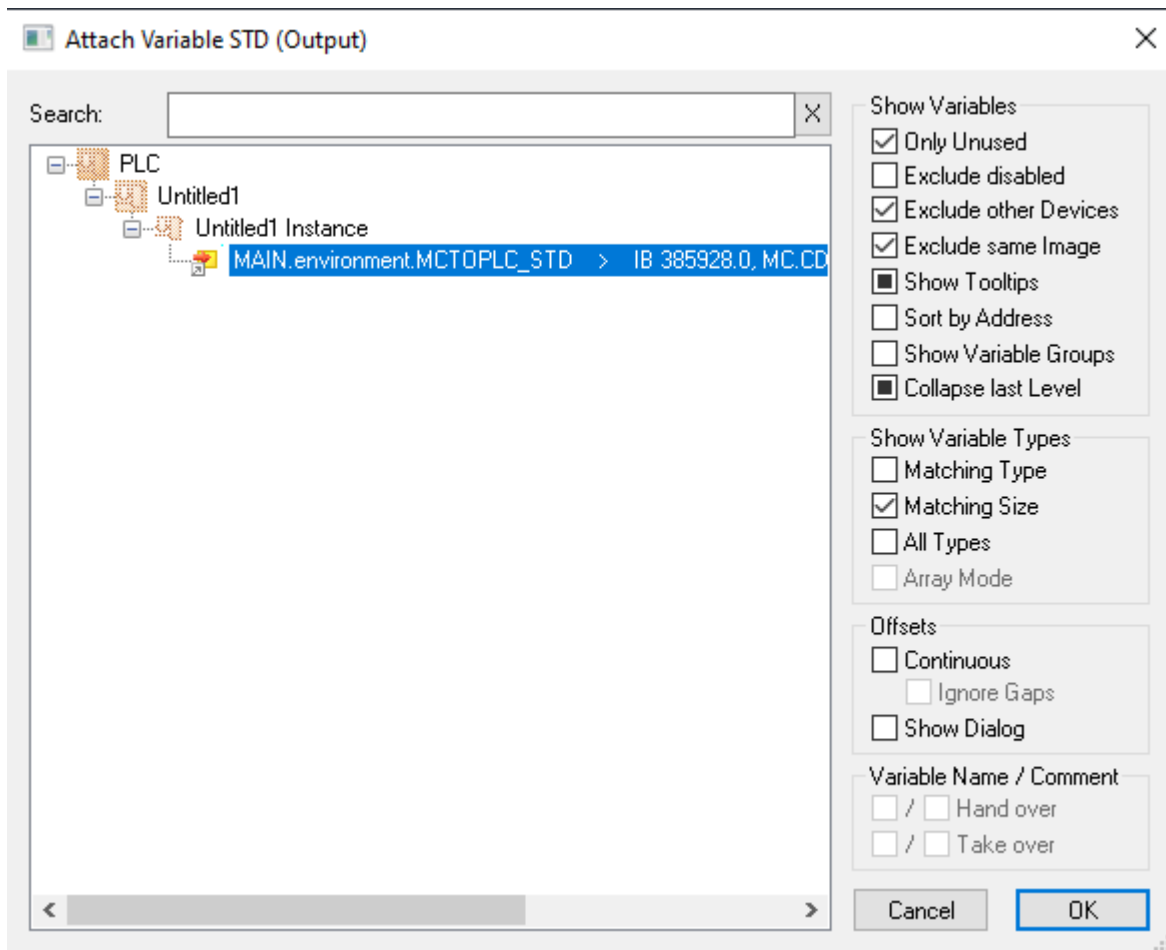 Attach Variable STD (Output)
Search:
PLC
Untitled1
Untitled1 Instance
MAIN.environment.MCTOPLC_STD > IB 385928.0, MC.CD
Show Variables
Only Unused
Exclude disabled
Exclude other Devices
Exclude same Image
Show Tooltips
Sort by Address
Show Variable Groups
Collapse last Level
Show Variable Types
Matching Type
Matching Size
All Types
Array Mode
Offsets
Continuous
Ignore Gaps
Show Dialog
Variable Name / Comment
/ Hand over
/ Take over
Cancel
OK